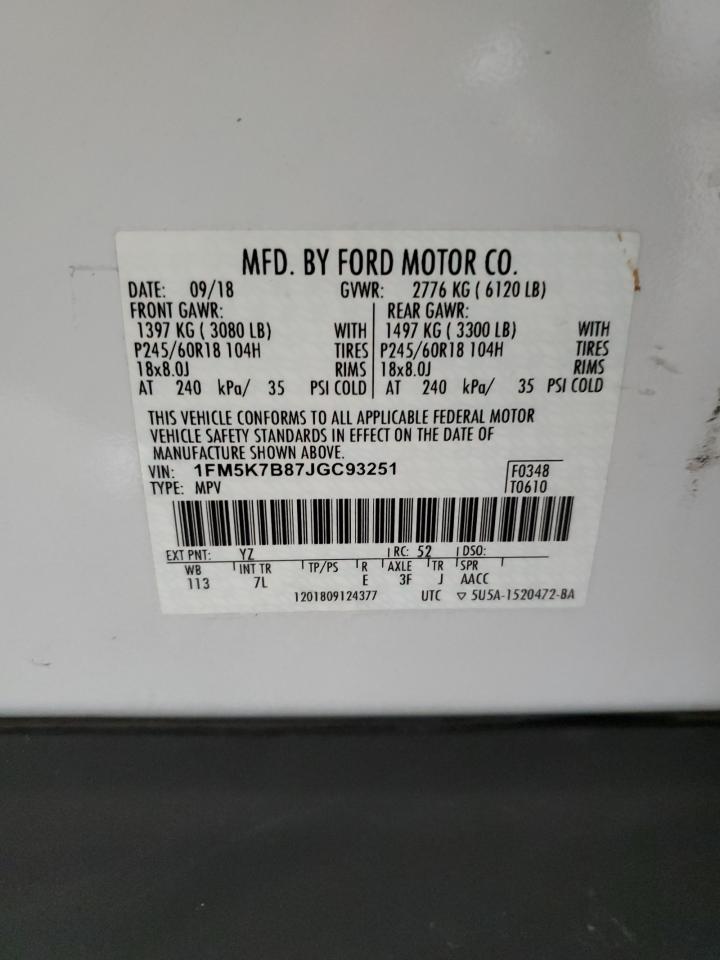 MFD. BY FORD MOTOR CO.
DATE: 09/18 GVWR: 2776 KG ( 6120 LB)
FRONT GAWR: REAR GAWR:
1397 KG ( 3080 LB) WITH 1497 KG ( 3300 LB) WITH
P245/60R18 104H TIRES P245/60R18 104H TIRES
18x8.0J RIMS 18x8.0J RIMS
AT 240 kPa/ 35 PSI COLD AT 240 kPa/ 35 PSI COLD
THIS VEHICLE CONFORMS TO ALL APPLICABLE FEDERAL MOTOR
VEHICLE SAFETY STANDARDS IN EFFECT ON THE DATE OF
MANUFACTURE SHOWN ABOVE.
VIN: 1FM5K7B87JGC93251 F0348
TYPE: MPV T0610
EXT PNT: YZ RC: 52 DSO:
WB INT TR TP/PS R AXLE TR SPR
113 7L E 3F J AACC
1201809124377 UTC ▽ 5U5A-1520472-BA